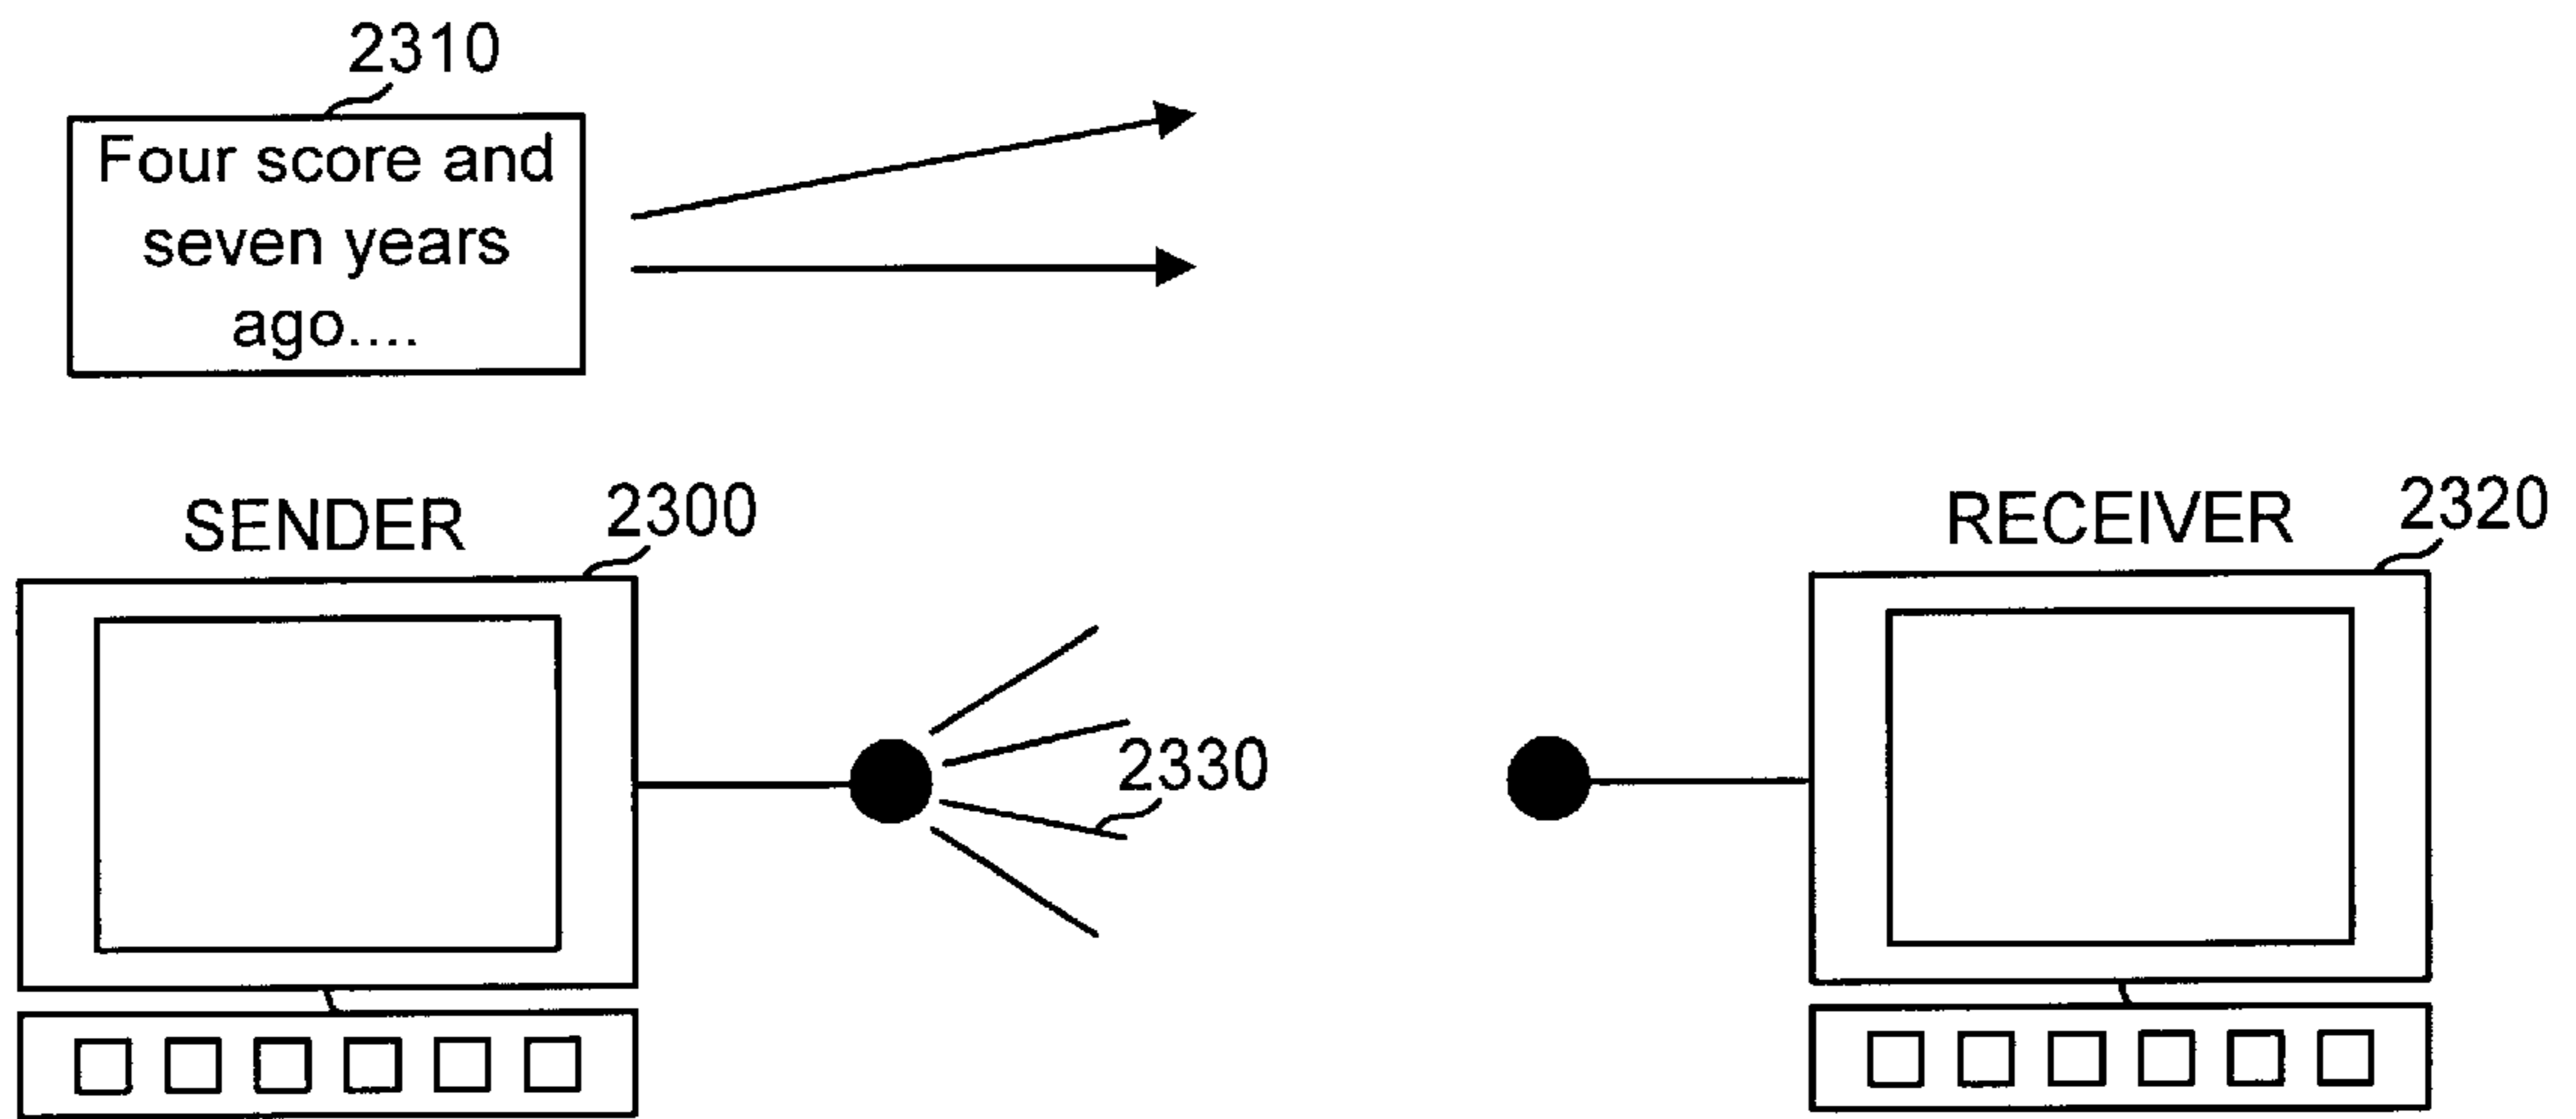 2310
Four score and
seven years
ago....
SENDER
2300
RECEIVER
2320
2330